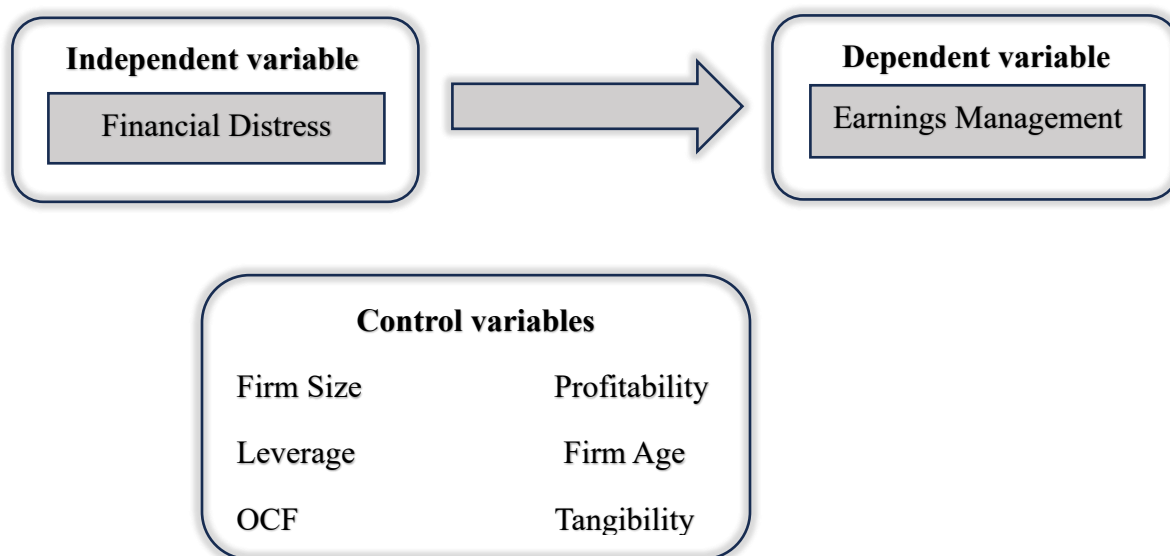 Independent variable
Financial Distress
Dependent variable
Earnings Management
Control variables
Firm Size Profitability
Leverage Firm Age
OCF Tangibility